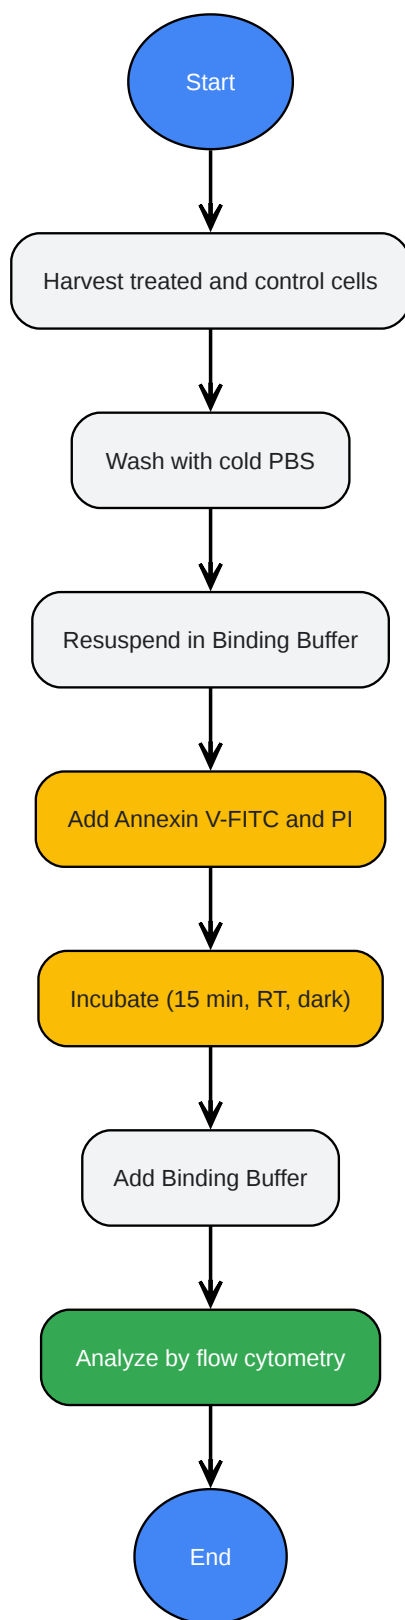 Start
Harvest treated and control cells
Wash with cold PBS
Resuspend in Binding Buffer
Add Annexin V-FITC and PI
Incubate (15 min, RT, dark)
Add Binding Buffer
Analyze by flow cytometry
End